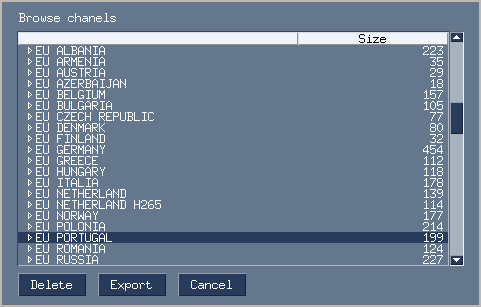 Browse chanels
Size
EU ALBANIA 223
EU ARMENIA 35
EU AUSTRIA 29
EU AZERBAIJAN 18
EU BELGIUM 157
EU BULGARIA 105
EU CZECH REPUBLIC 77
EU DENMARK 80
EU FINLAND 32
EU GERMANY 454
EU GREECE 112
EU HUNGARY 118
EU ITALIA 178
EU NETHERLAND 139
EU NETHERLAND H265 114
EU NORWAY 177
EU POLONIA 214
EU PORTUGAL 199
EU ROMANIA 124
EU RUSSIA 227
Delete Export Cancel